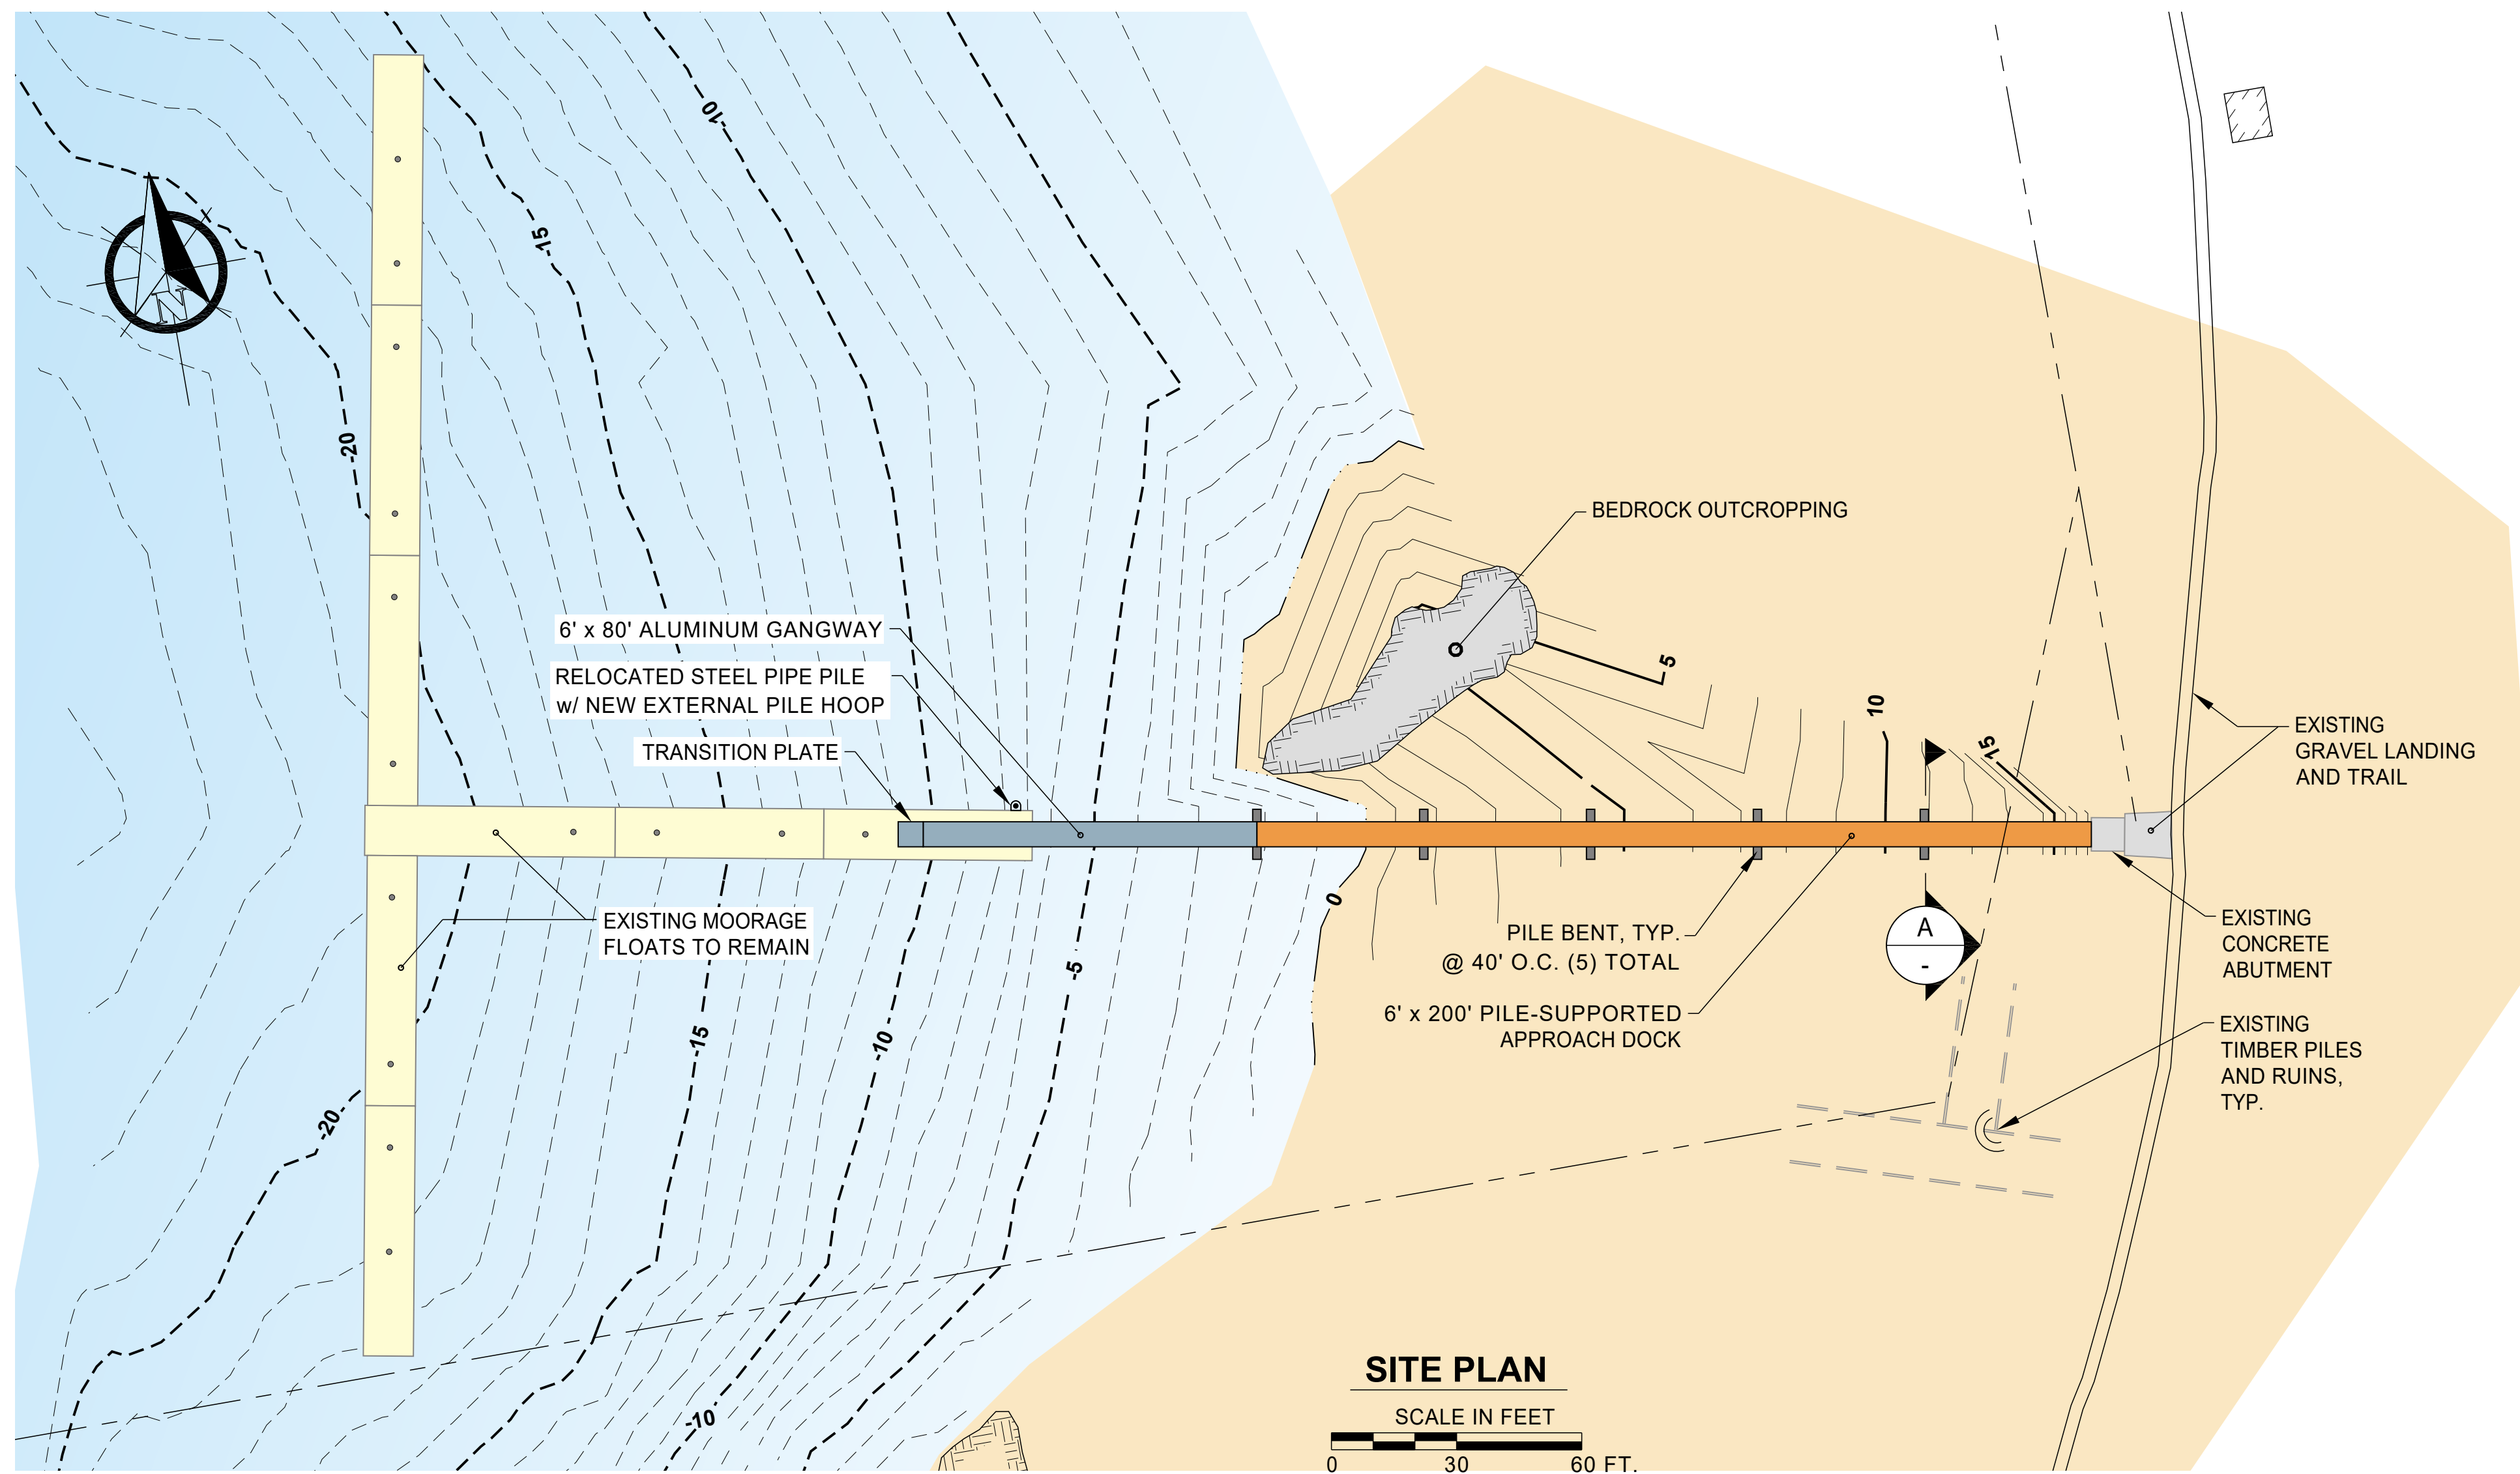 -10
-15
N
-20
BEDROCK OUTCROPPING
6' x 80' ALUMINUM GANGWAY
RELOCATED STEEL PIPE PILE
w/ NEW EXTERNAL PILE HOOP
TRANSITION PLATE
5
10
15
EXISTING
GRAVEL LANDING
AND TRAIL
0
EXISTING MOORAGE
FLOATS TO REMAIN
-5
PILE BENT, TYP.
@ 40' O.C. (5) TOTAL
A
-
EXISTING
CONCRETE
ABUTMENT
6' x 200' PILE-SUPPORTED
APPROACH DOCK
EXISTING
TIMBER PILES
AND RUINS,
TYP.
-15
-10
-20
-10
SITE PLAN
SCALE IN FEET
0 30 60 FT.